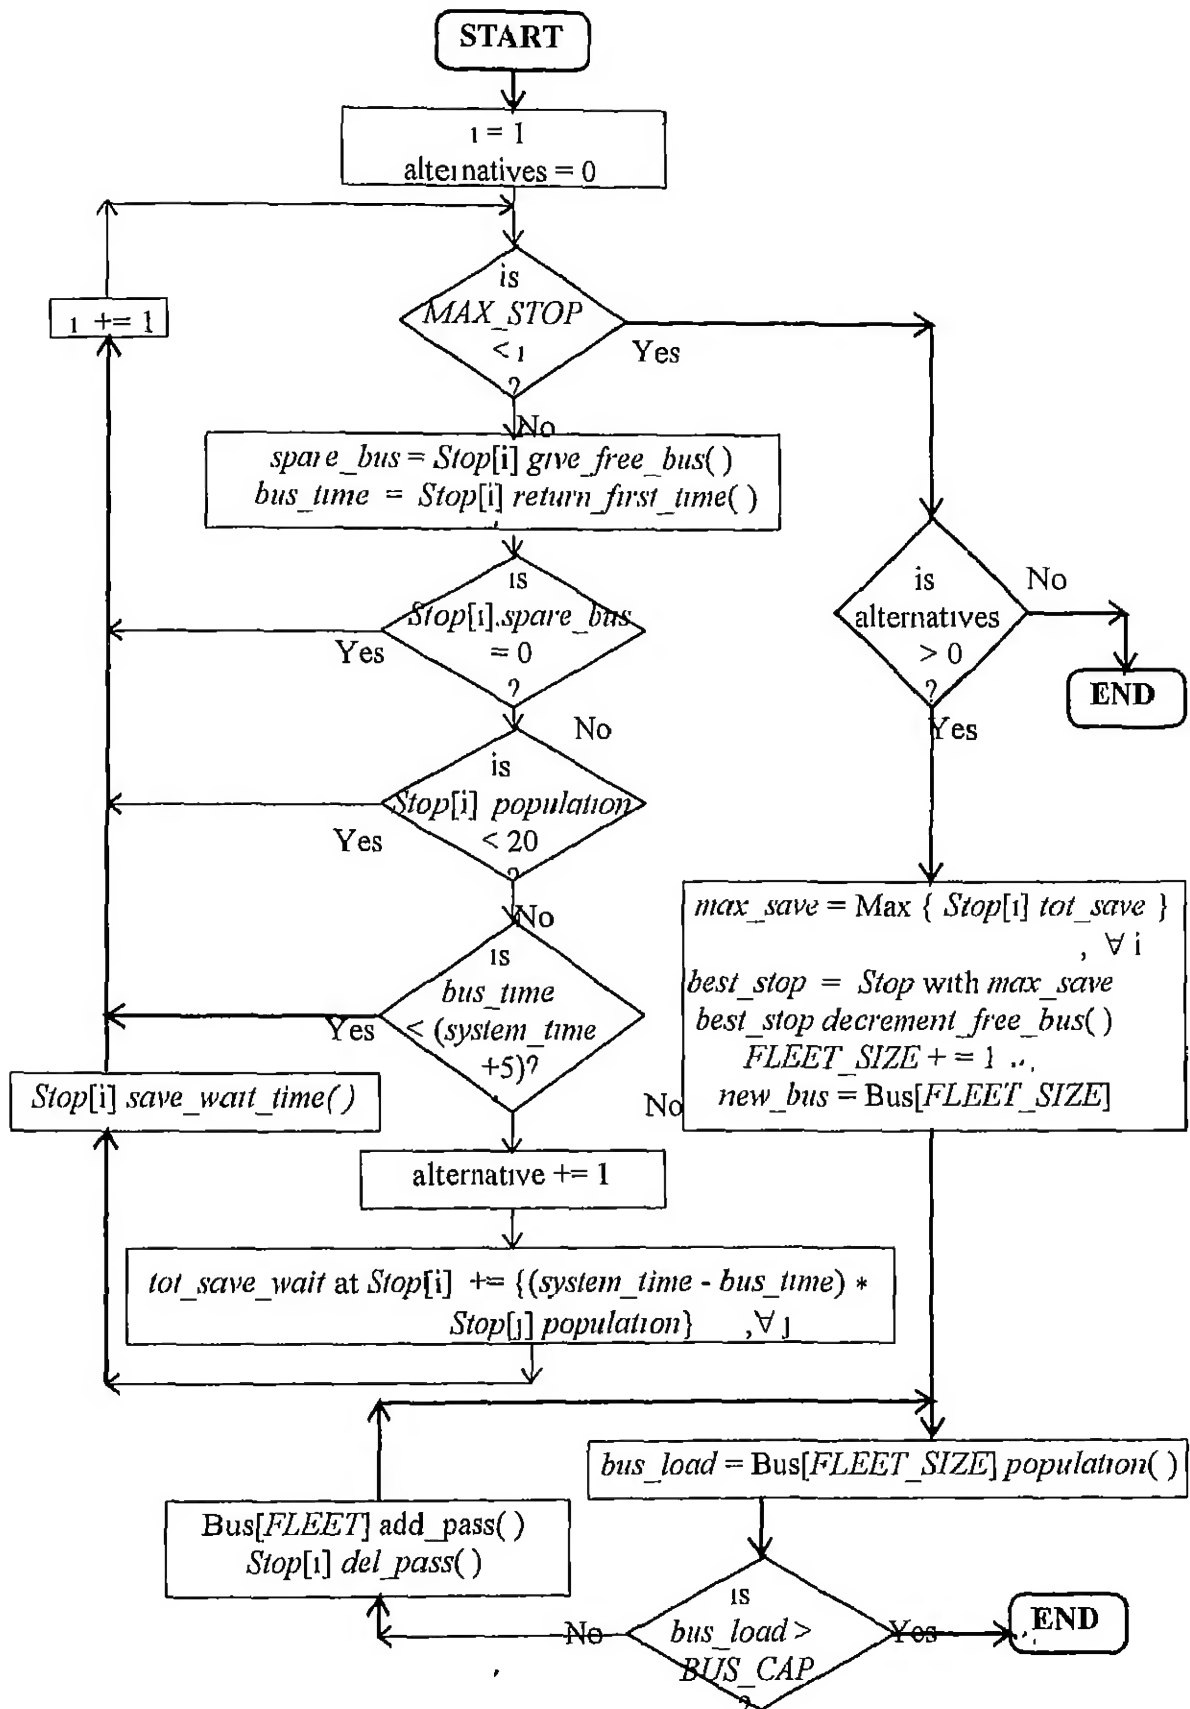 START
i = 1
alternatives = 0
is
MAX_STOP
< i
?
Yes
i += 1
No
spare_bus = Stop[i] give_free_bus()
bus_time = Stop[i] return_first_time( )
is
Stop[i].spare_bus
= 0
?
Yes
No
is
alternatives
> 0
?
No
END
Yes
is
Stop[i] population
< 20
?
Yes
No
is
bus_time
< (system_time
+5)?
Yes
No
max_save = Max { Stop[i] tot_save }
, ∀ i
best_stop = Stop with max_save
best_stop decrement_free_bus()
FLEET_SIZE + = 1 ..,
new_bus = Bus[FLEET_SIZE]
Stop[i] save_wait_time()
alternative += 1
tot_save_wait at Stop[i] += {(system_time - bus_time) *
Stop[j] population} ,∀ j
bus_load = Bus[FLEET_SIZE] population( )
Bus[FLEET] add_pass( )
Stop[i] del_pass( )
is
bus_load >
BUS_CAP
?
No
Yes
END